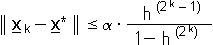 ‖ x̲ₖ – x̲* ‖ ≤ α · h^(2^(k – 1)) / (1 – h^(2^k))